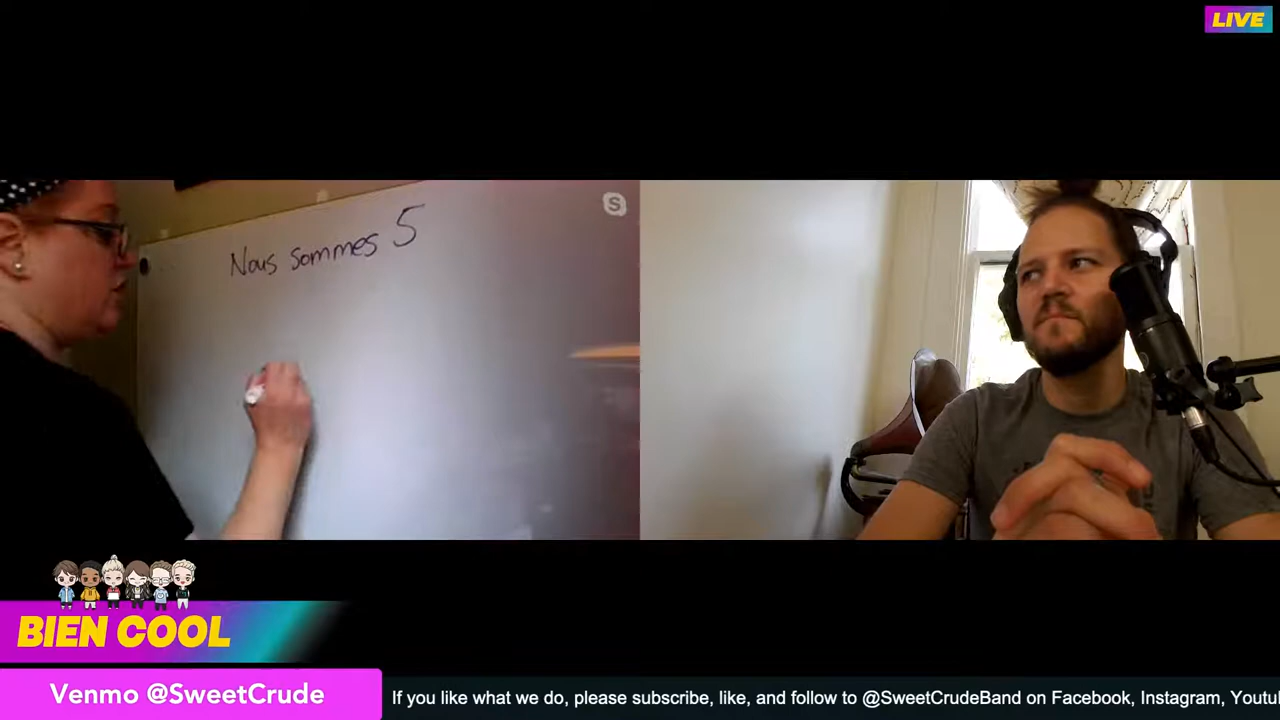 LIVE
S
Nous sommes 5
BIEN COOL
Venmo @SweetCrude
If you like what we do, please subscribe, like, and follow to @SweetCrudeBand on Facebook, Instagram, Youtu